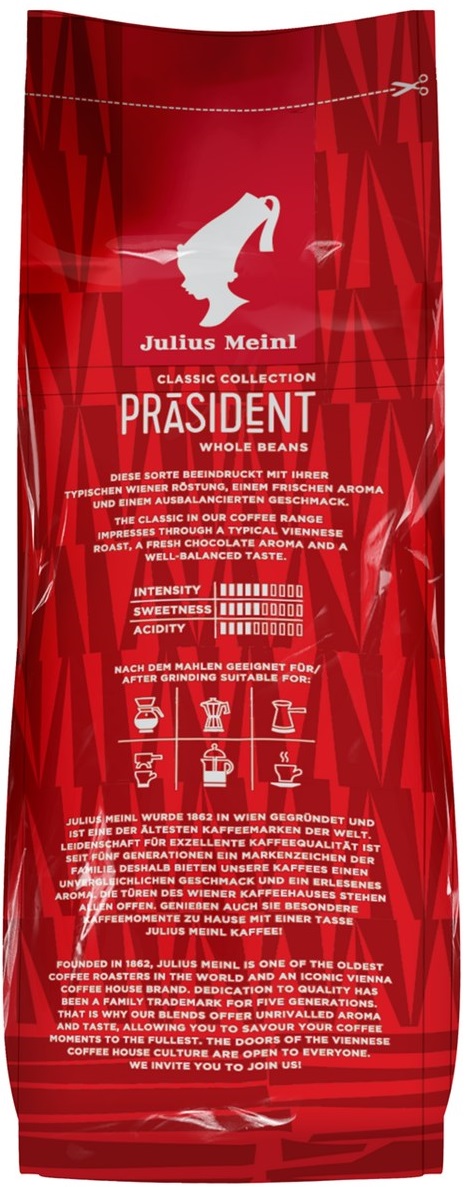 Julius Meinl
CLASSIC COLLECTION
PRÄSIDENT
WHOLE BEANS
DIESE SORTE BEEINDRUCKT MIT IHRER
TYPISCHEN WIENER RÖSTUNG, EINEM FRISCHEN AROMA
UND EINEM AUSBALANCIERTEN GESCHMACK.
THE CLASSIC IN OUR COFFEE RANGE
IMPRESSES THROUGH A TYPICAL VIENNESE
ROAST, A FRESH CHOCOLATE AROMA AND A
WELL-BALANCED TASTE.
INTENSITY
SWEETNESS
ACIDITY
NACH DEM MAHLEN GEEIGNET FÜR/
AFTER GRINDING SUITABLE FOR:
JULIUS MEINL WURDE 1862 IN WIEN GEGRÜNDET UND
IST EINE DER ÄLTESTEN KAFFEEMARKEN DER WELT.
LEIDENSCHAFT FÜR EXZELLENTE KAFFEEQUALITÄT IST
SEIT FÜNF GENERATIONEN EIN MARKENZEICHEN DER
FAMILIE. DESHALB BIETEN UNSERE KAFFEES EINEN
UNVERGLEICHLICHEN GESCHMACK UND EIN ERLESENES
AROMA. DIE TÜREN DES WIENER KAFFEEHAUSES STEHEN
ALLEN OFFEN. GENIEßEN AUCH SIE BESONDERE
KAFFEEMOMENTE ZU HAUSE MIT EINER TASSE
JULIUS MEINL KAFFEE!
FOUNDED IN 1862, JULIUS MEINL IS ONE OF THE OLDEST
COFFEE ROASTERS IN THE WORLD AND AN ICONIC VIENNA
COFFEE HOUSE BRAND. DEDICATION TO QUALITY HAS
BEEN A FAMILY TRADEMARK FOR FIVE GENERATIONS.
THAT IS WHY OUR BLENDS OFFER UNRIVALLED AROMA
AND TASTE, ALLOWING YOU TO SAVOUR YOUR COFFEE
MOMENTS TO THE FULLEST. THE DOORS OF THE VIENNESE
COFFEE HOUSE CULTURE ARE OPEN TO EVERYONE.
WE INVITE YOU TO JOIN US!